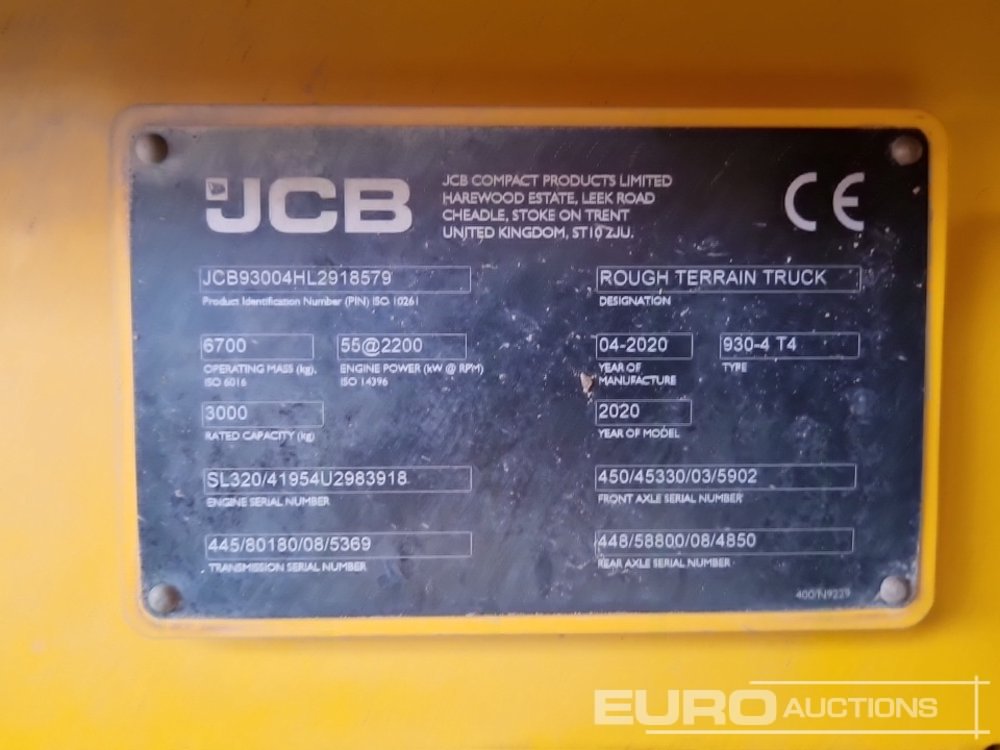 JCB
JCB COMPACT PRODUCTS LIMITED
HAREWOOD ESTATE, LEEK ROAD
CHEADLE, STOKE ON TRENT
UNITED KINGDOM, ST10 2JU.
CE
JCB93004HL2918579
Product Identification Number (PIN) ISO 10261
ROUGH TERRAIN TRUCK
DESIGNATION
6700
OPERATING MASS (kg).
ISO 6016
55@2200
ENGINE POWER (kW @ RPM)
ISO 14396
04-2020
YEAR OF
MANUFACTURE
930-4 T4
TYPE
3000
RATED CAPACITY (kg)
2020
YEAR OF MODEL
SL320/41954U2983918
ENGINE SERIAL NUMBER
450/45330/03/5902
FRONT AXLE SERIAL NUMBER
445/80180/08/5369
TRANSMISSION SERIAL NUMBER
448/58800/08/4850
REAR AXLE SERIAL NUMBER
EURO AUCTIONS